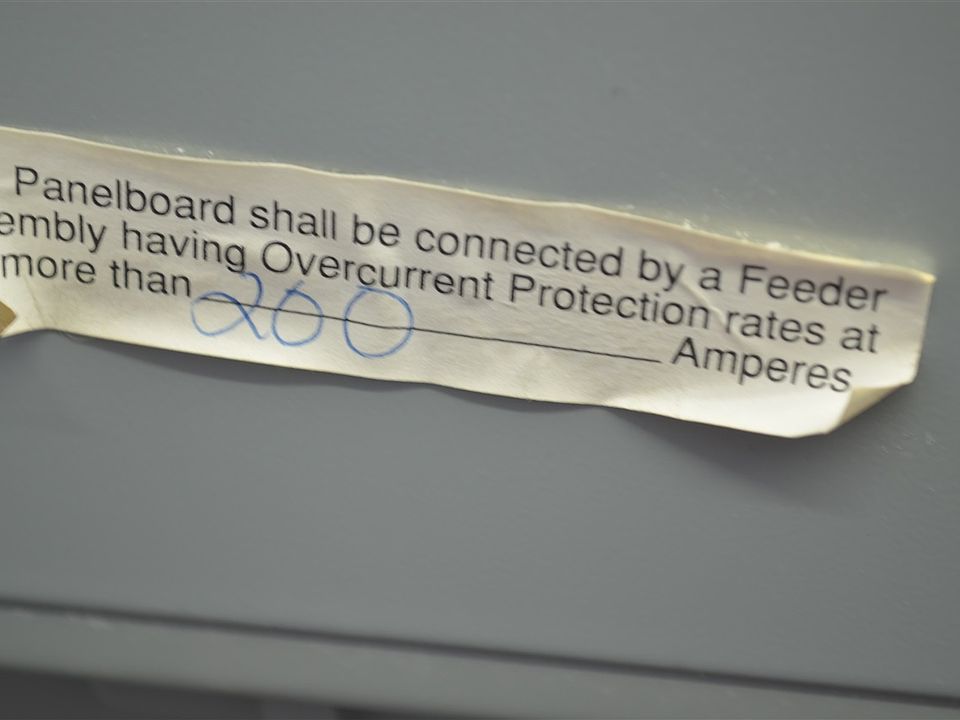 Panelboard shall be connected by a Feeder
embly having Overcurrent Protection rates at
more than 200 Amperes